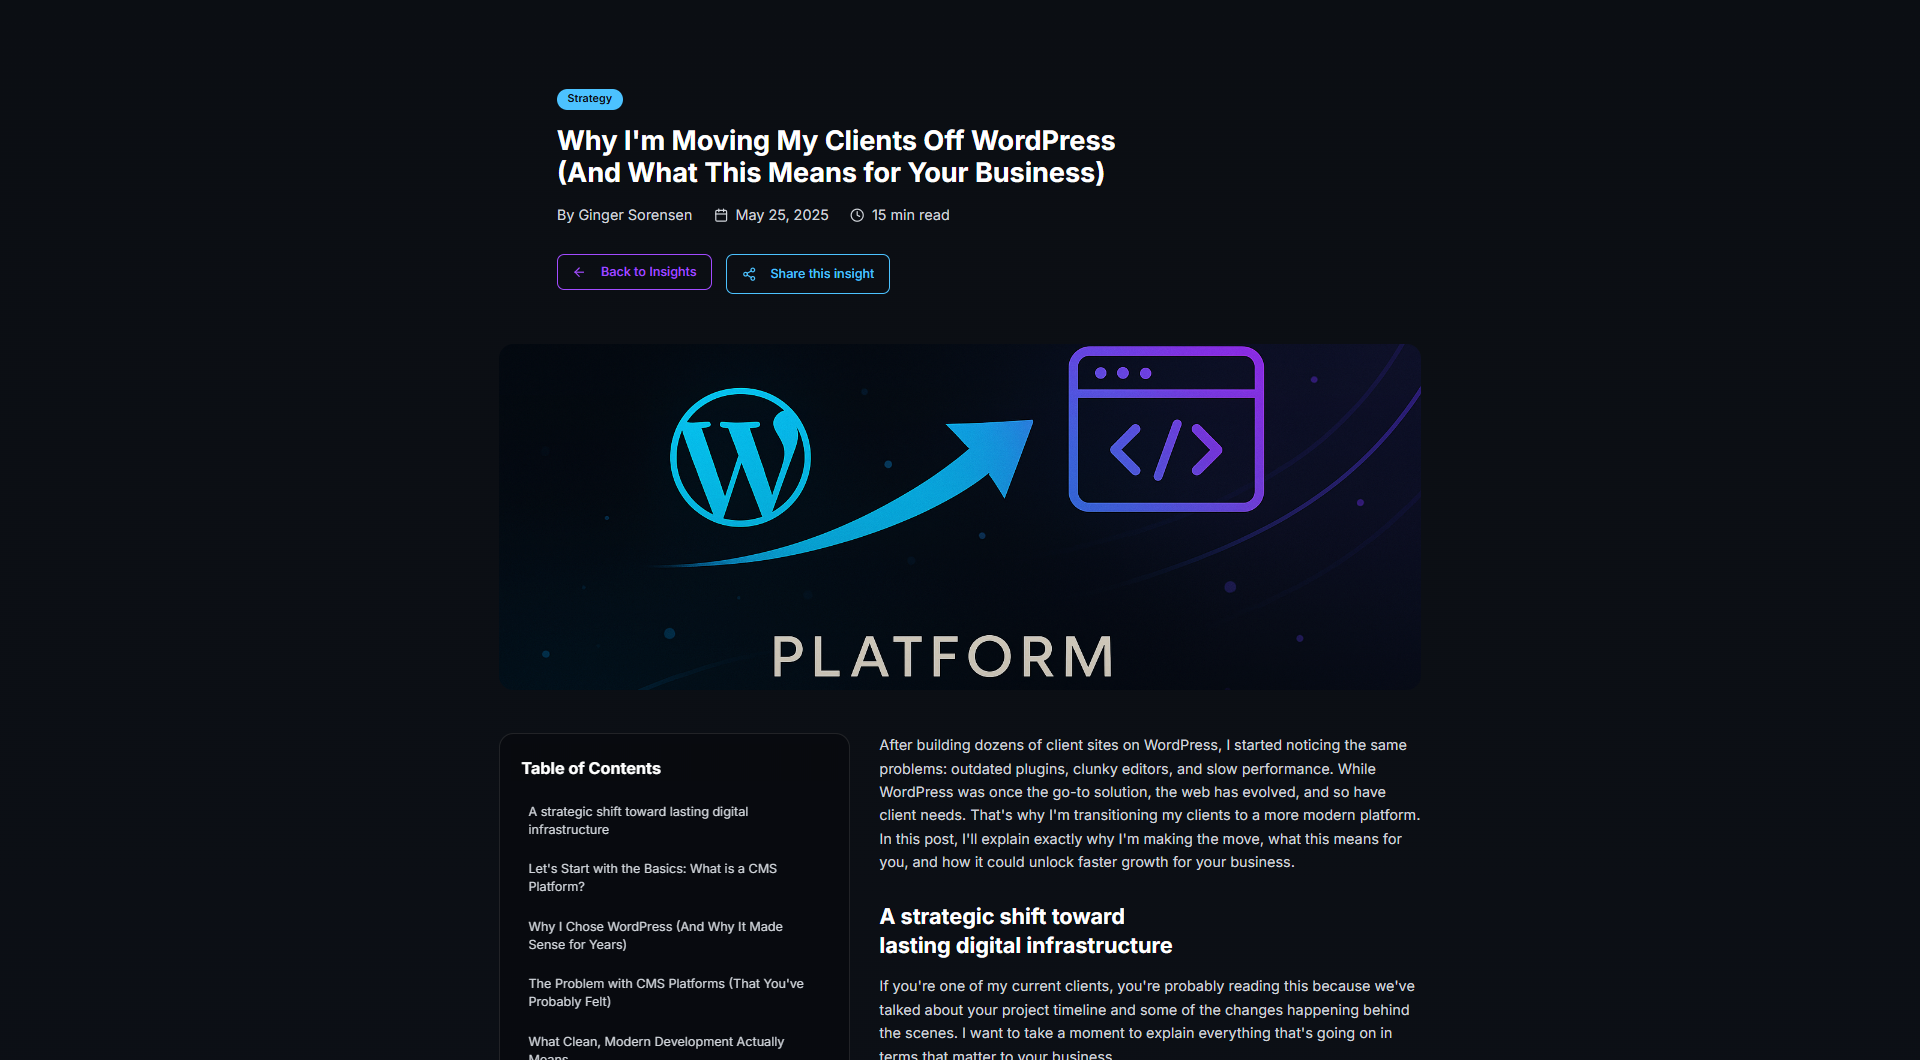 Strategy
Why I'm Moving My Clients Off WordPress
(And What This Means for Your Business)
By Ginger Sorensen May 25, 2025 15 min read
Back to Insights Share this insight
W
</>
PLATFORM
Table of Contents
A strategic shift toward lasting digital
infrastructure
Let's Start with the Basics: What is a CMS
Platform?
Why I Chose WordPress (And Why It Made
Sense for Years)
The Problem with CMS Platforms (That You've
Probably Felt)
What Clean, Modern Development Actually
Means
After building dozens of client sites on WordPress, I started noticing the same
problems: outdated plugins, clunky editors, and slow performance. While
WordPress was once the go-to solution, the web has evolved, and so have
client needs. That's why I'm transitioning my clients to a more modern platform.
In this post, I'll explain exactly why I'm making the move, what this means for
you, and how it could unlock faster growth for your business.
A strategic shift toward
lasting digital infrastructure
If you're one of my current clients, you're probably reading this because we've
talked about your project timeline and some of the changes happening behind
the scenes. I want to take a moment to explain everything that's going on in
terms that matter to your business.